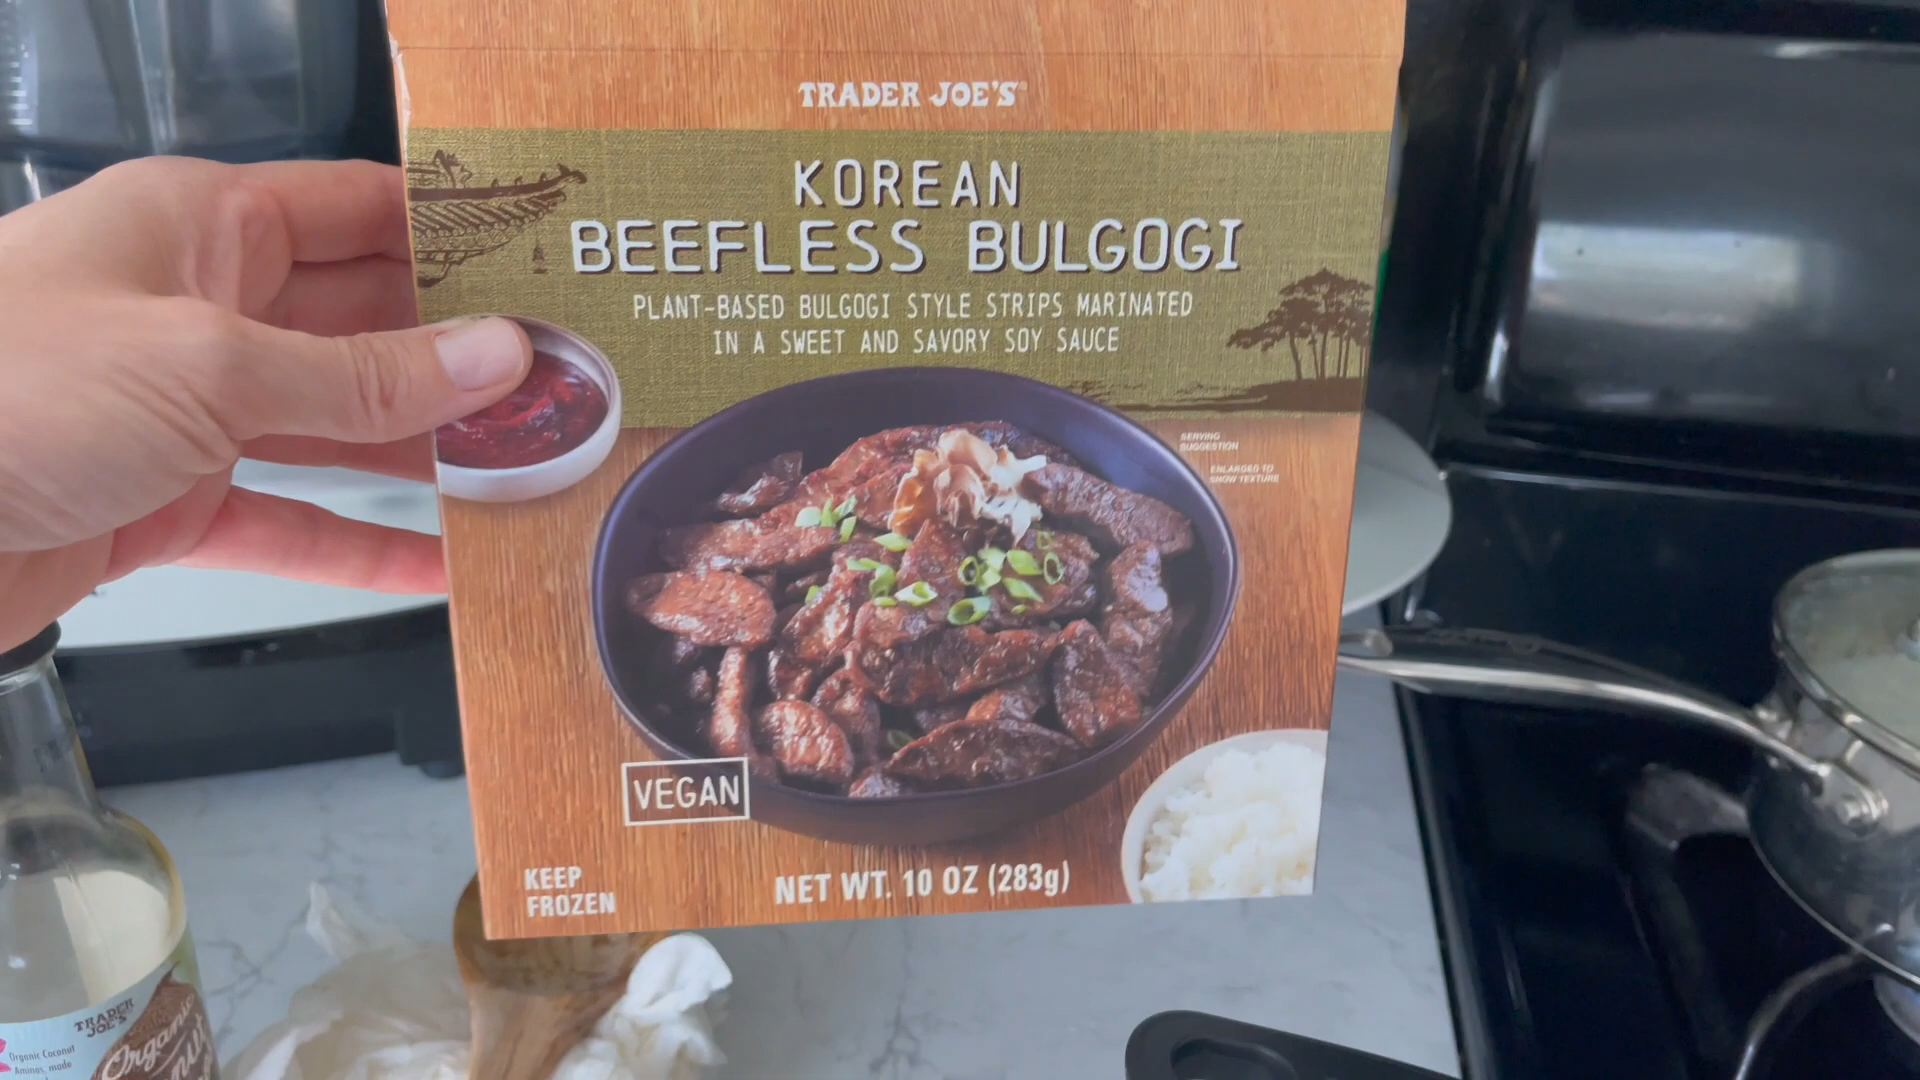 TRADER JOE'S
KOREAN
BEEFLESS BULGOGI
PLANT-BASED BULGOGI STYLE STRIPS MARINATED
IN A SWEET AND SAVORY SOY SAUCE
SERVING
SUGGESTION
ENLARGED TO
SHOW TEXTURE
VEGAN
KEEP
FROZEN
NET WT. 10 OZ (283g)
TRADER
JOE'S
Organic
Organic Coconut
Aminos, made